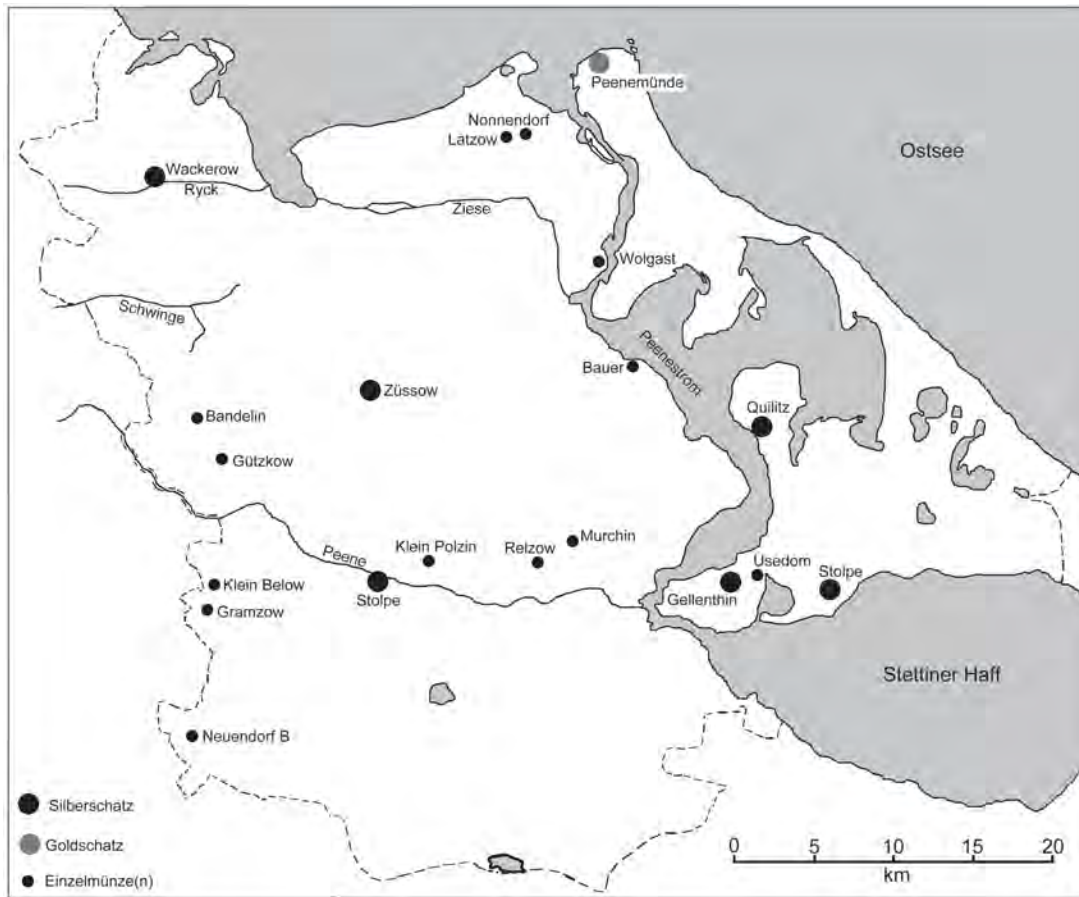 Peenemünde
Nonnendorf
Latzow
Ostsee
Wackerow
Ryck
Ziese
Wolgast
Schwinge
Peenestrom
Bauer
Züssow
Quilitz
Bandelin
Gützkow
Murchin
Klein Polzin
Relzow
Peene
Usedom
Stolpe
Klein Below
Stolpe
Gellenthin
Gramzow
Stettiner Haff
Neuendorf B
Silberschatz
Goldschatz
Einzelmünze(n)
0 5 10 15 20
km